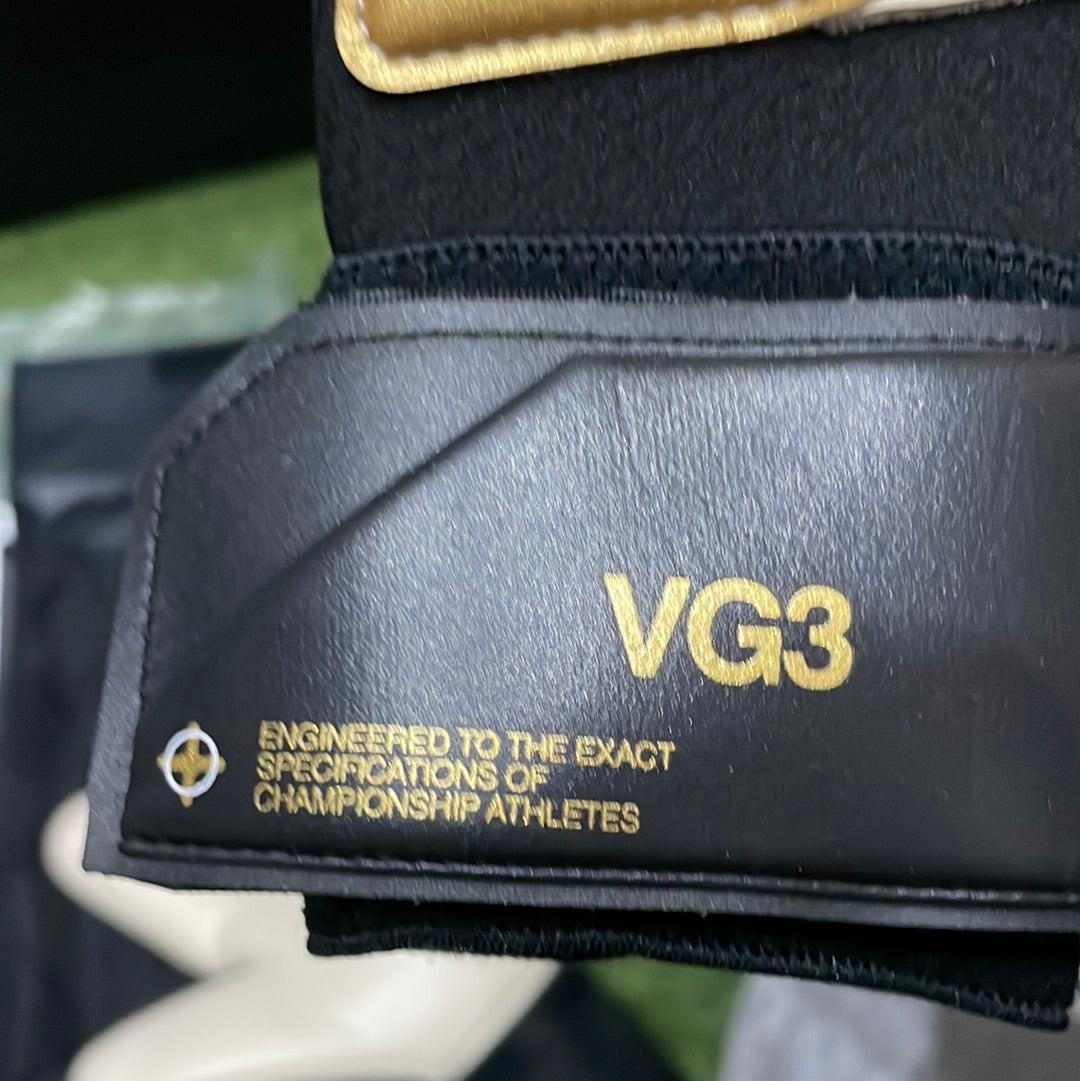 VG3
ENGINEERED TO THE EXACT
SPECIFICATIONS OF
CHAMPIONSHIP ATHLETES